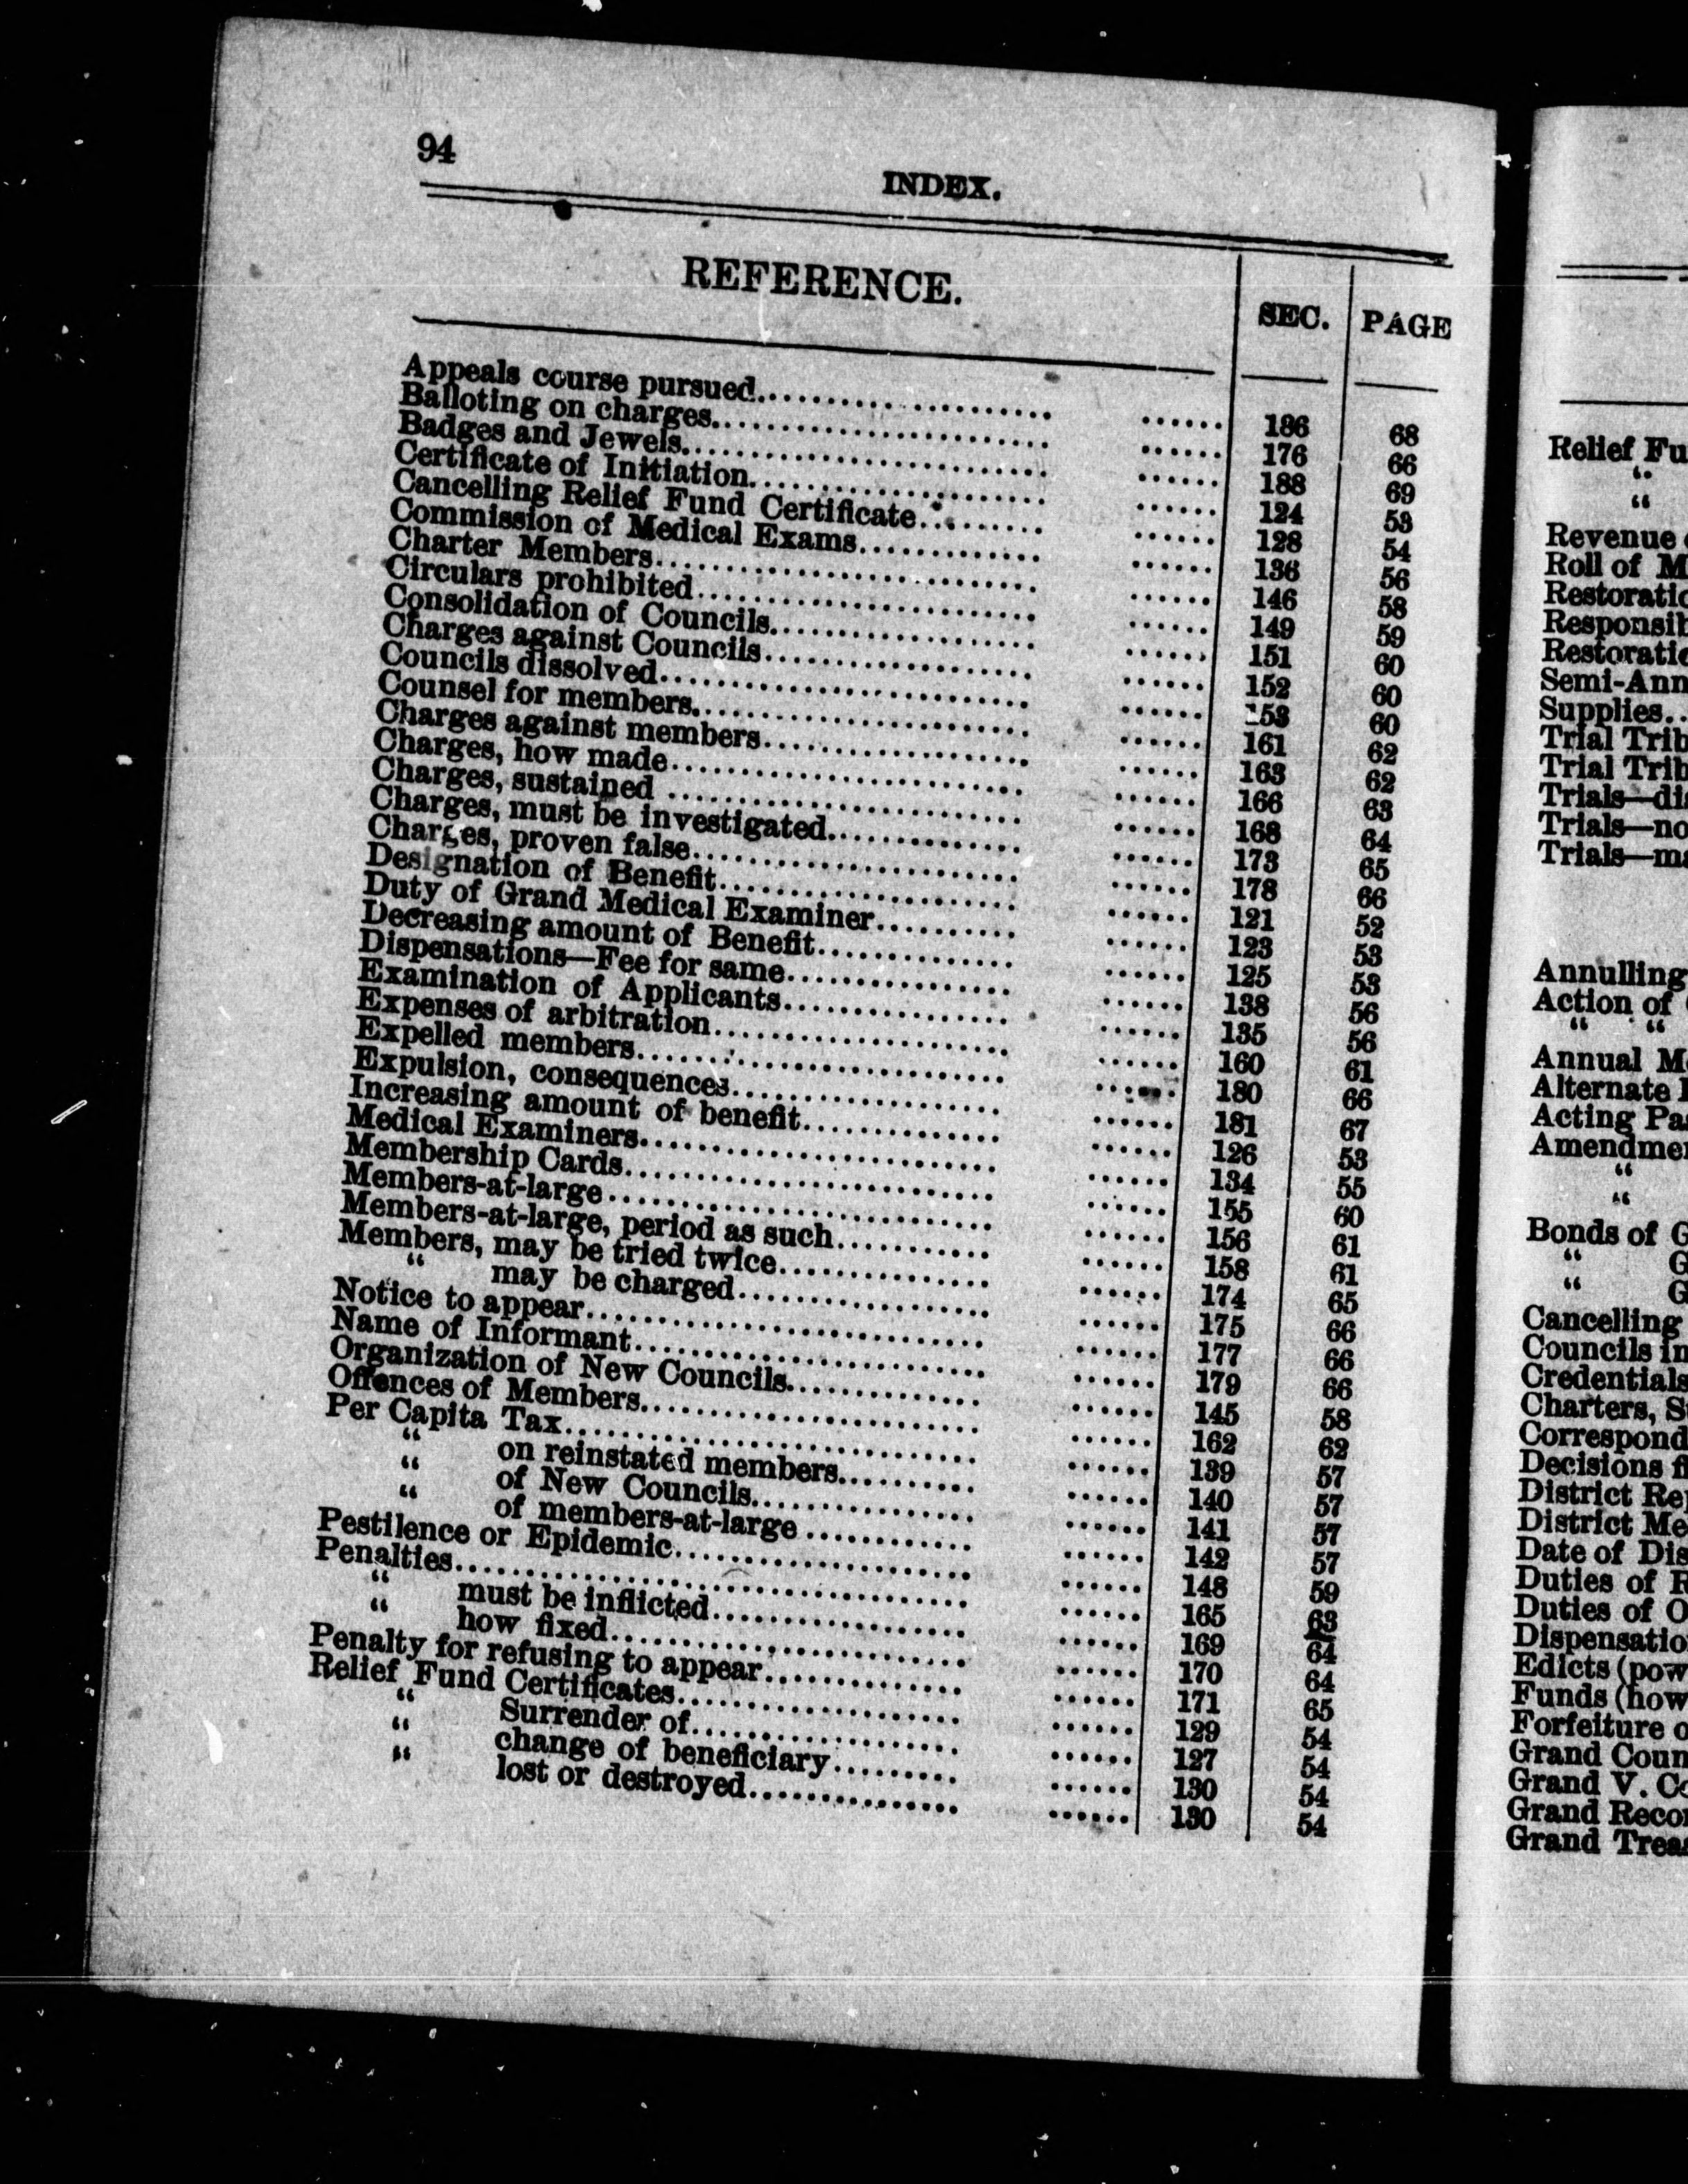 94
INDEX.
REFERENCE. SEC. PAGE
Appeals course pursued........................... 186 68
Balloting on charges........................... 176 66
Badges and Jewels........................... 188 69
Certificate of Initiation........................... 124 53
Cancelling Relief Fund Certificate............... 128 54
Commission of Medical Exams................... 136 56
Charter Members........................... 146 58
Circulars prohibited........................... 149 59
Consolidation of Councils........................... 151 60
Charges against Councils........................... 152 60
Councils dissolved........................... 153 60
Counsel for members........................... 161 62
Charges against members........................... 163 62
Charges, how made........................... 166 63
Charges, sustained ........................... 168 64
Charges, must be investigated.................... 173 65
Charges, proven false........................... 178 66
Designation of Benefit........................... 121 52
Duty of Grand Medical Examiner................ 123 53
Decreasing amount of Benefit.................... 125 53
Dispensations—Fee for same...................... 138 56
Examination of Applicants...................... 135 56
Expenses of arbitration........................... 160 61
Expelled members........................... 180 66
Expulsion, consequences........................... 181 67
Increasing amount of benefit.................... 126 53
Medical Examiners........................... 134 55
Membership Cards........................... 155 60
Members-at-large ........................... 156 61
Members-at-large, period as such................. 158 61
Members, may be tried twice..................... 174 65
“ may be charged........................ 175 66
Notice to appear........................... 177 66
Name of Informant........................... 179 66
Organization of New Councils.................... 145 58
Offences of Members........................... 162 62
Per Capita Tax........................... 139 57
“ on reinstated members................ 140 57
“ of New Councils...................... 141 57
“ of members-at-large .................. 142 57
Pestilence or Epidemic........................... 148 59
Penalties........................... 165 63
“ must be inflicted........................ 169 64
“ how fixed........................... 170 64
Penalty for refusing to appear.................... 171 65
Relief Fund Certificates........................... 129 54
“ Surrender of........................ 127 54
“ change of beneficiary............... 130 54
“ lost or destroyed..................... 130 54
Relief Fu
“
“
Revenue
Roll of M
Restoratio
Responsib
Restoratio
Semi-Ann
Supplies..
Trial Trib
Trial Trib
Trials—di
Trials—no
Trials—ma
Annulling
Action of
“ “
Annual M
Alternate
Acting Pa
Amendme
“
“
Bonds of G
“ G
“ G
Cancelling
Councils in
Credentials
Charters, S
Correspond
Decisions
District Re
District Me
Date of Dis
Duties of R
Duties of O
Dispensatio
Edicts (pow
Funds (how
Forfeiture o
Grand Coun
Grand V. Co
Grand Recor
Grand Trea